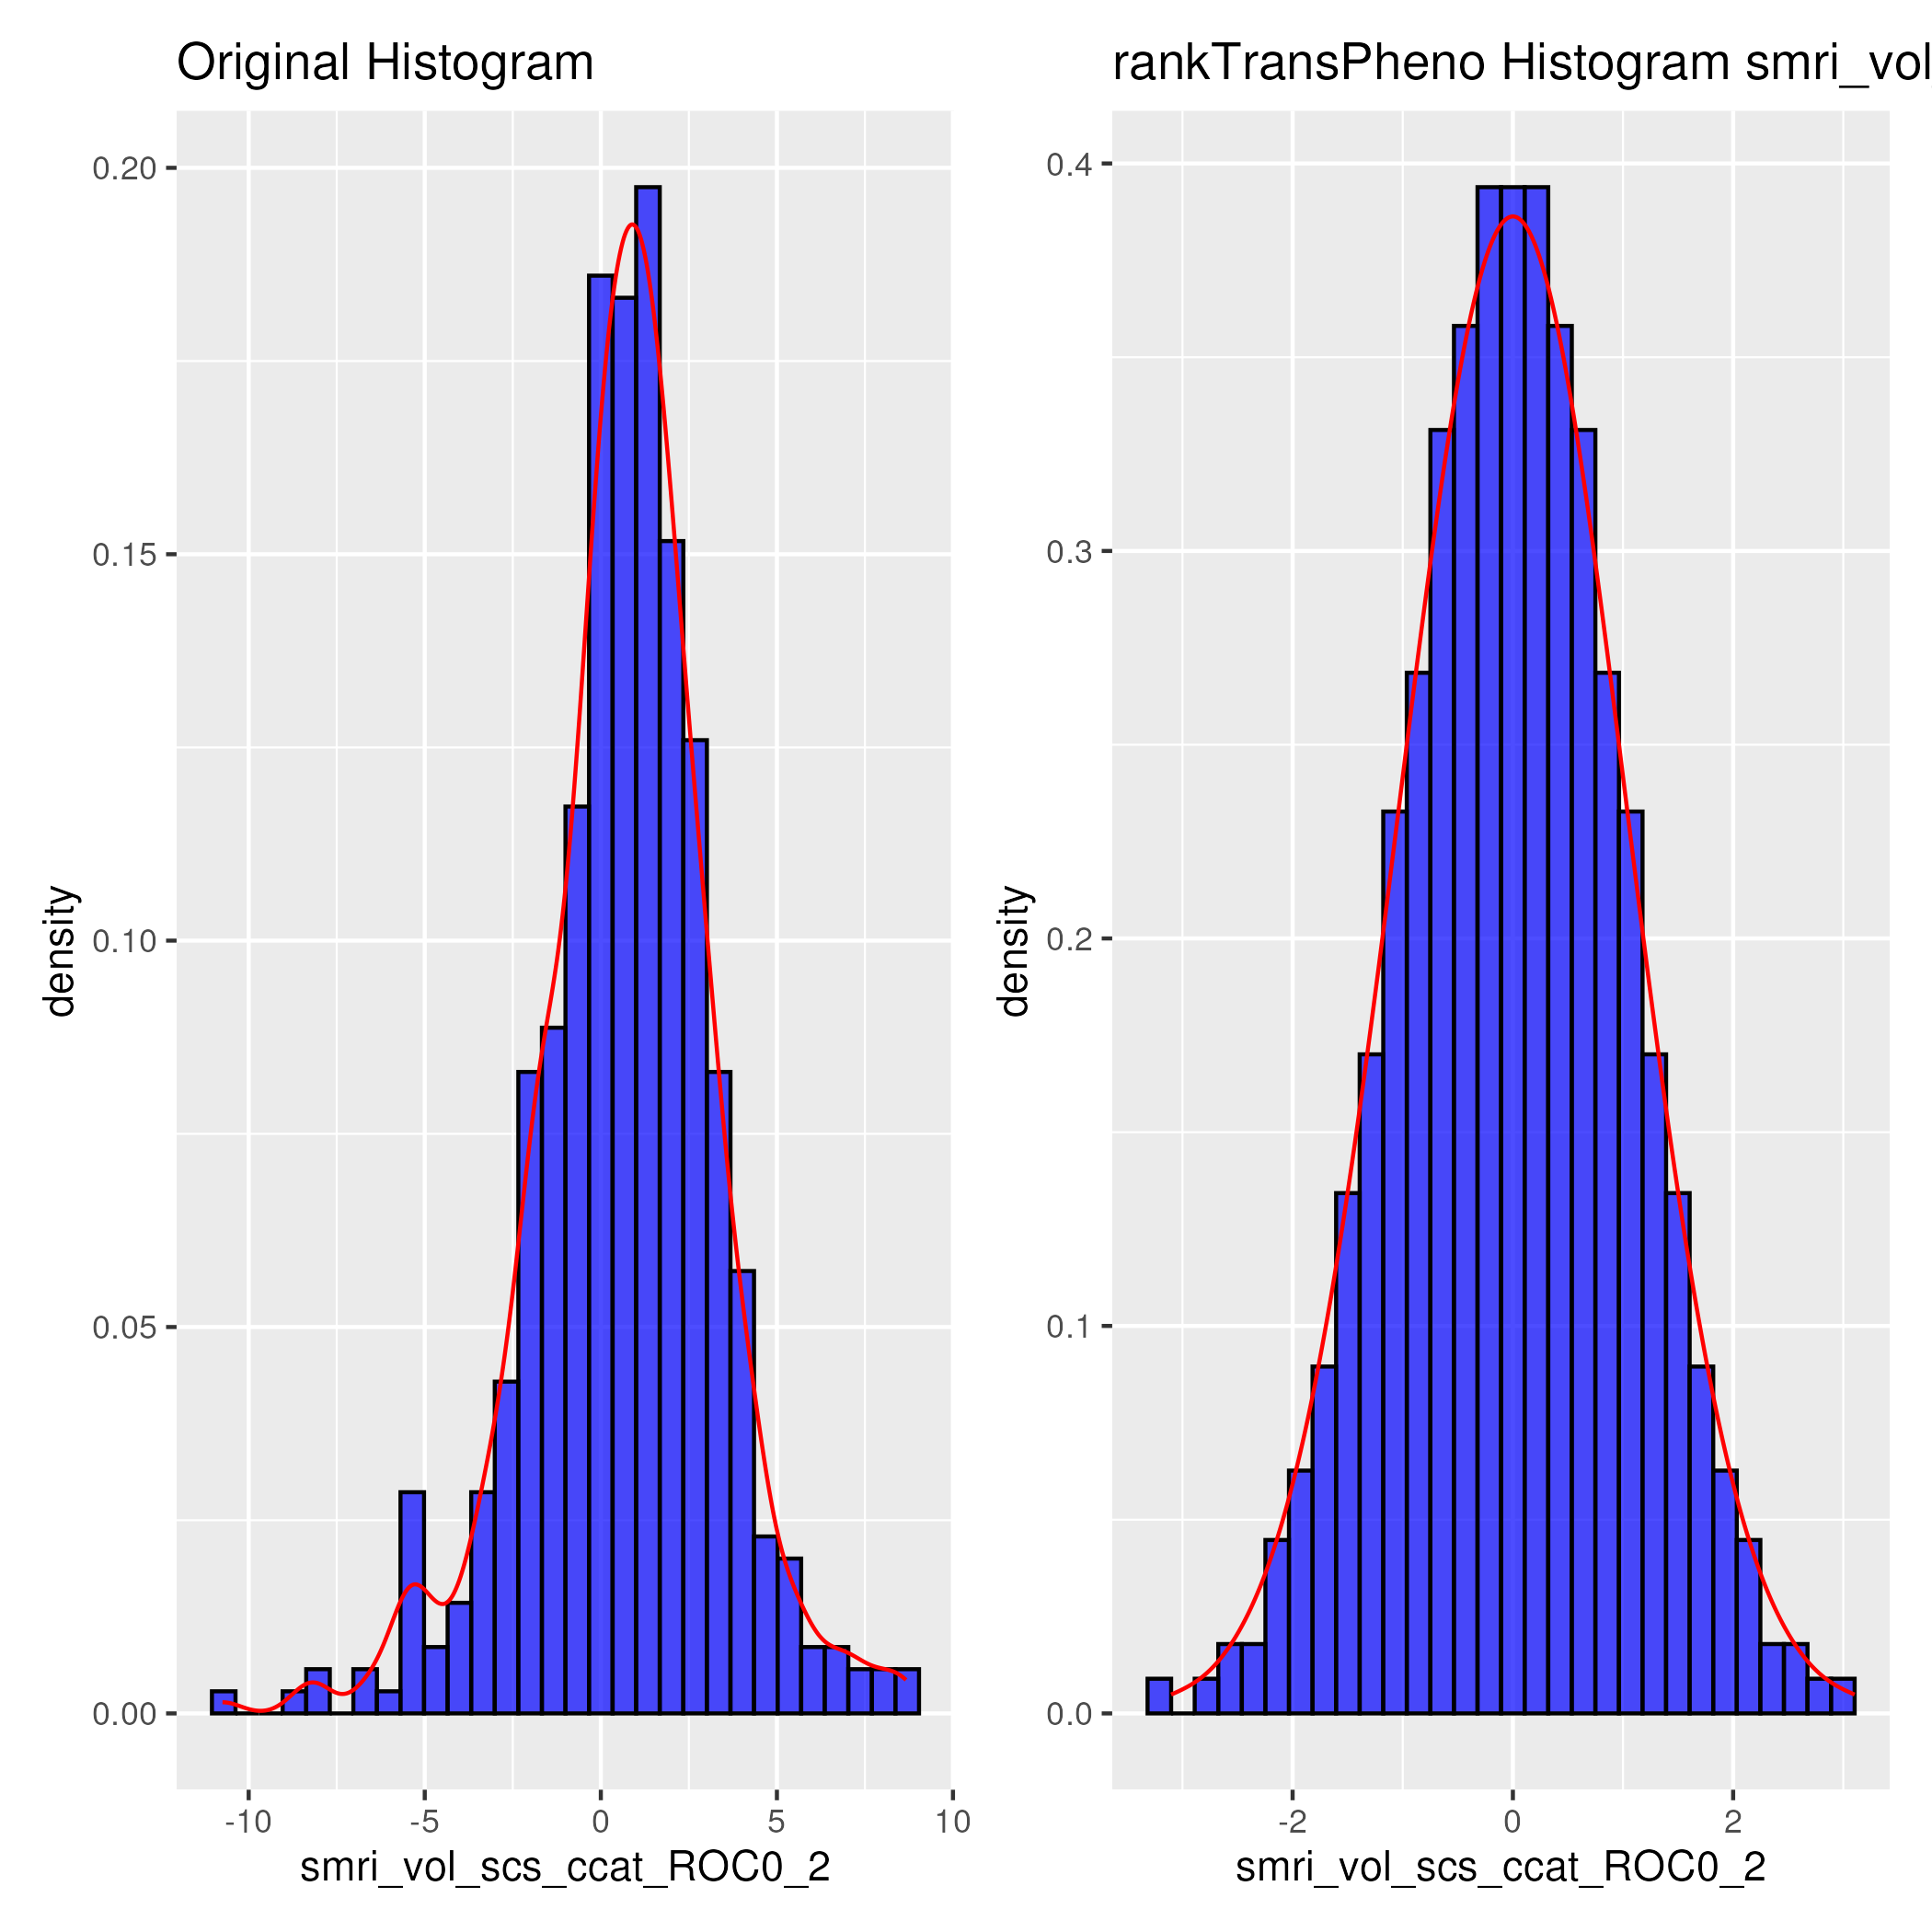 Original Histogram
density
0.20
0.15
0.10
0.05
0.00
-10 -5 0 5 10
smri_vol_scs_ccat_ROC0_2
rankTransPheno Histogram smri_vol_
density
0.4
0.3
0.2
0.1
0.0
-2 0 2
smri_vol_scs_ccat_ROC0_2